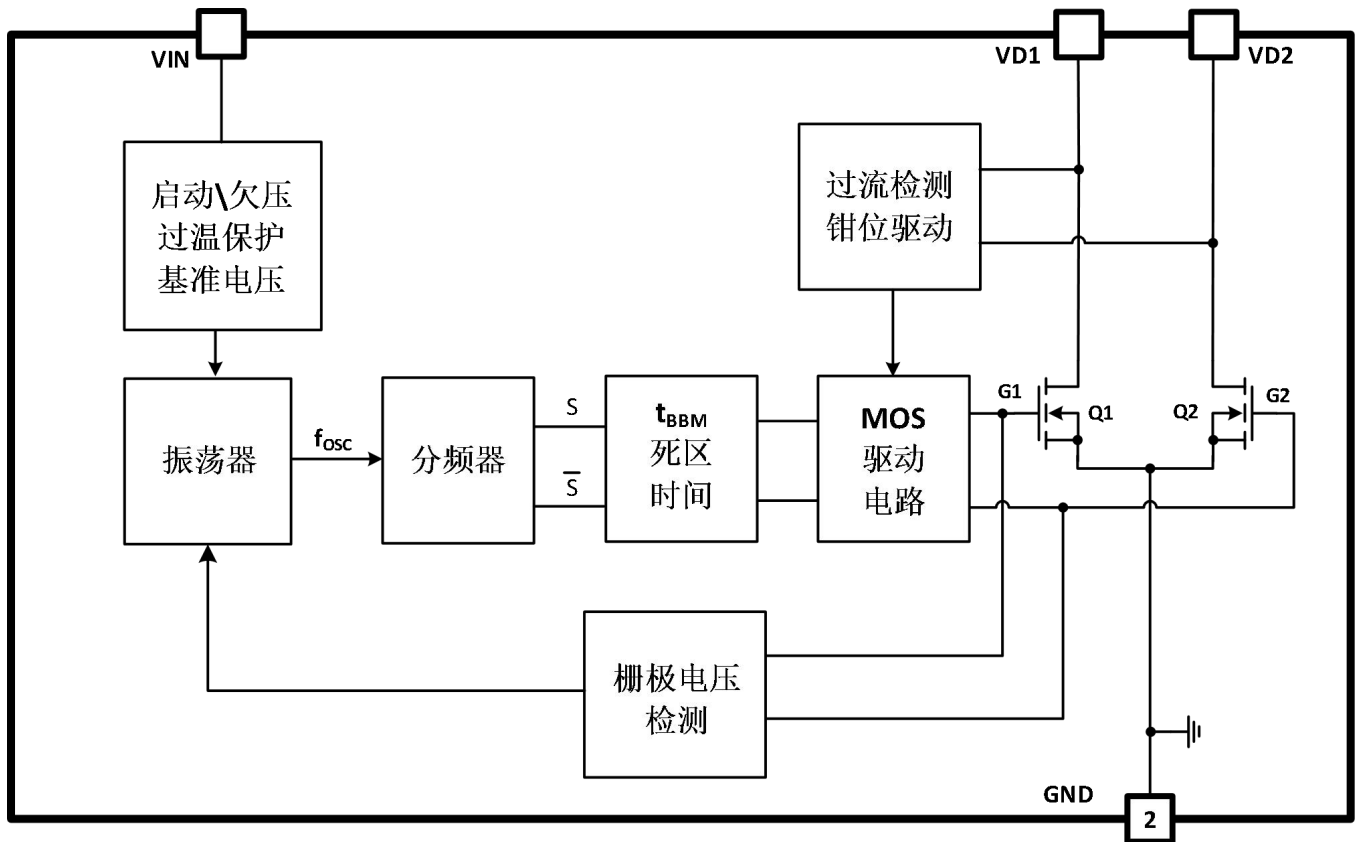 VIN
VD1
VD2
启动\欠压
过温保护
基准电压
过流检测
钳位驱动
振荡器
fosc
分频器
S
S̅
tBBM
死区
时间
MOS
驱动
电路
G1
Q1
Q2
G2
栅极电压
检测
GND
2